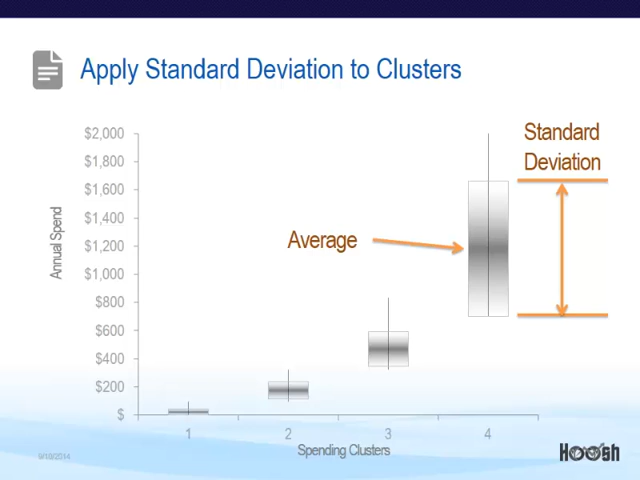 Apply Standard Deviation to Clusters
Standard
Deviation
Average
Annual Spend
$2,000
$1,800
$1,600
$1,400
$1,200
$1,000
$800
$600
$400
$200
$
1 2 3 4
Spending Clusters
9/10/2014
Hoosh